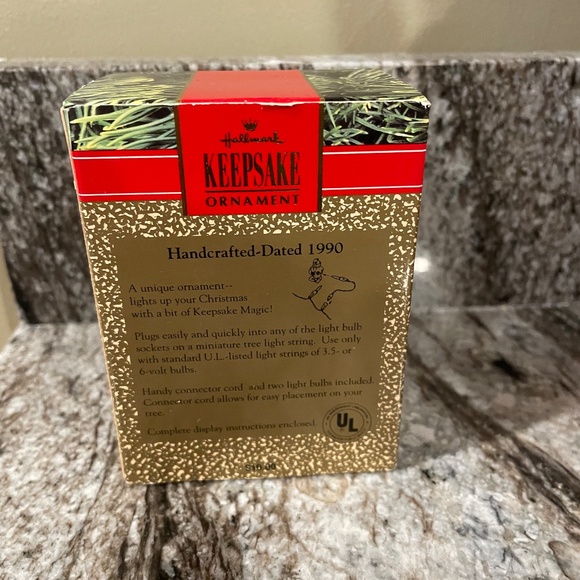 Hallmark
KEEPSAKE
ORNAMENT
Handcrafted-Dated 1990
A unique ornament--
lights up your Christmas
with a bit of Keepsake Magic!
Plugs easily and quickly into any of the light bulb
sockets on a miniature tree light string. Use only
with standard U.L.-listed light strings of 3.5- or
6-volt bulbs.
Handy connector cord and two light bulbs included.
Connector cord allows for easy placement on your
tree.
Complete display instructions enclosed.
UL